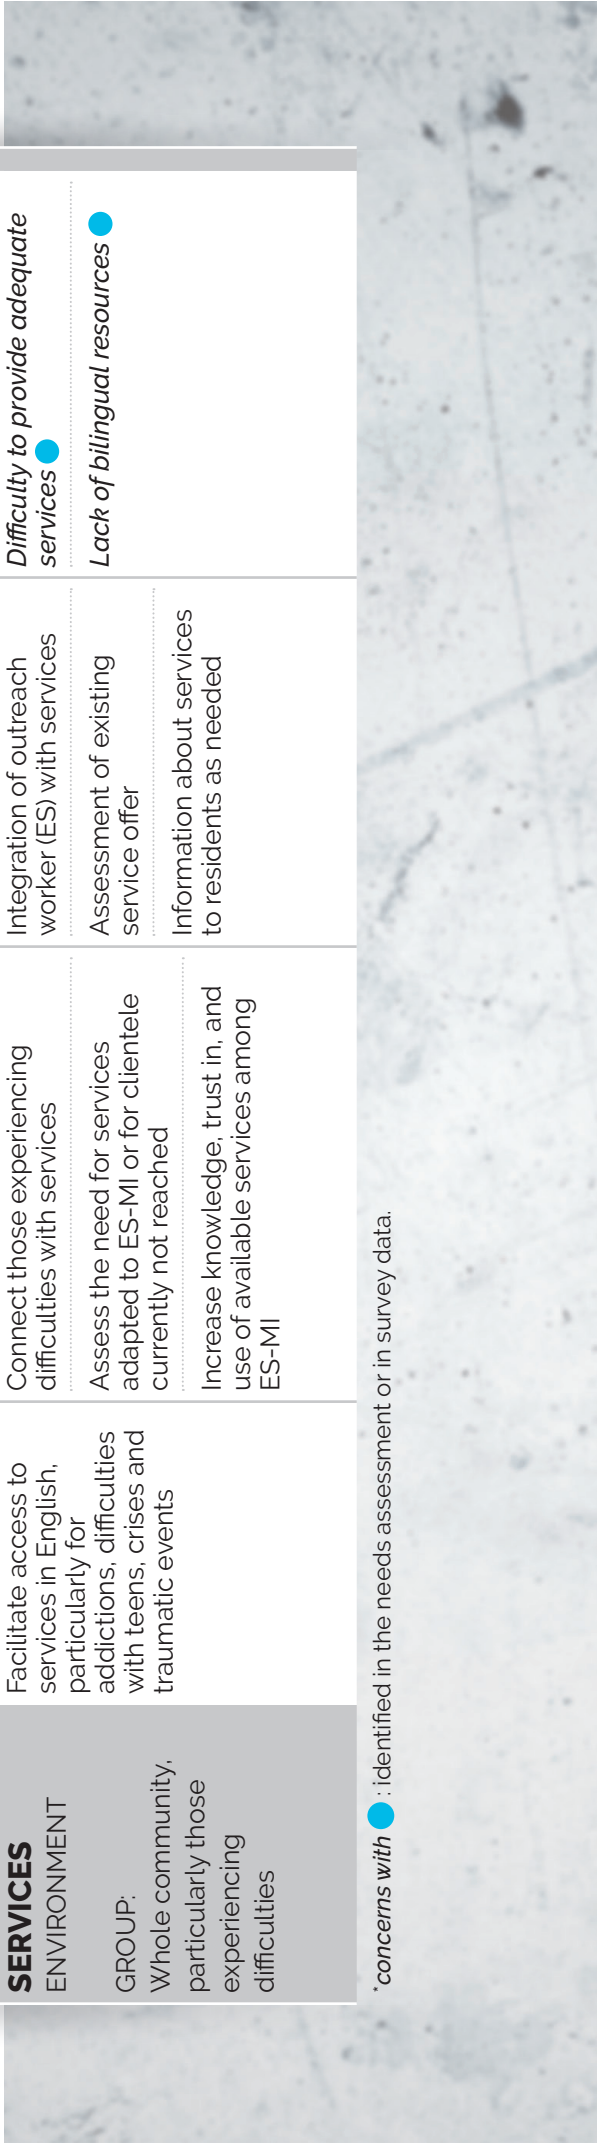 SERVICES
ENVIRONMENT
GROUP:
Whole community,
particularly those
experiencing
difficulties
Facilitate access to
services in English,
particularly for
addictions, difficulties
with teens, crises and
traumatic events
Connect those experiencing
difficulties with services
Assess the need for services
adapted to ES-MI or for clientele
currently not reached
Increase knowledge, trust in, and
use of available services among
ES-MI
Integration of outreach
worker (ES) with services
Assessment of existing
service offer
Information about services
to residents as needed
Difficulty to provide adequate
services
Lack of bilingual resources
*concerns with : identified in the needs assessment or in survey data.